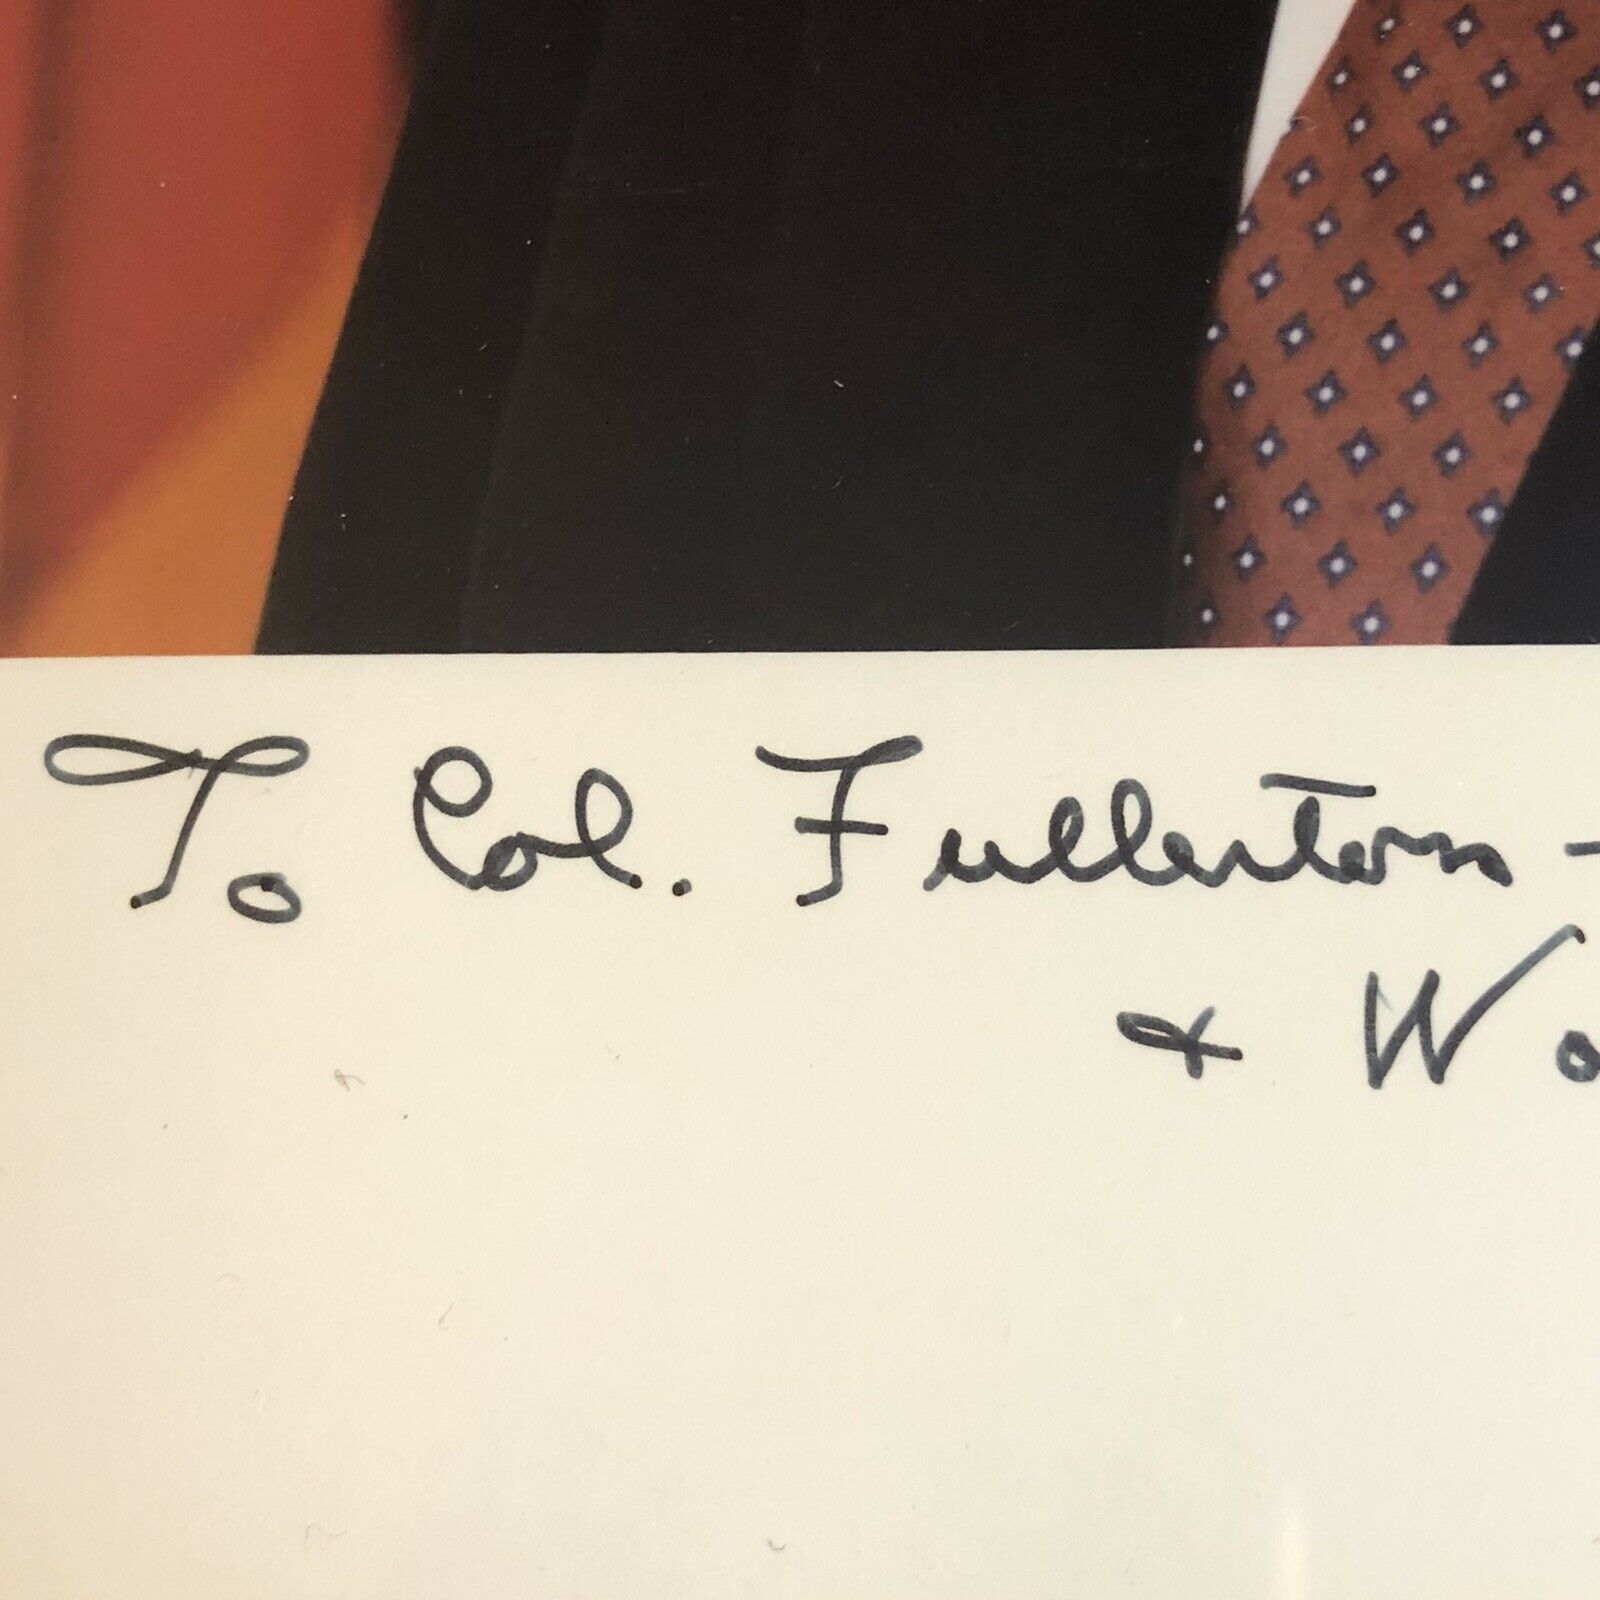 To Col. Fullerton -
& Wo